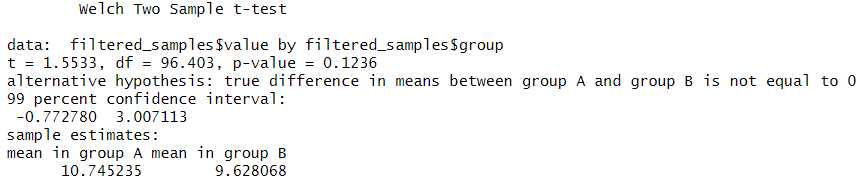 Welch Two Sample t-test
data:  filtered_samples$value by filtered_samples$group
t = 1.5533, df = 96.403, p-value = 0.1236
alternative hypothesis: true difference in means between group A and group B is not equal to 0
99 percent confidence interval:
 -0.772780  3.007113
sample estimates:
mean in group A mean in group B
      10.745235        9.628068